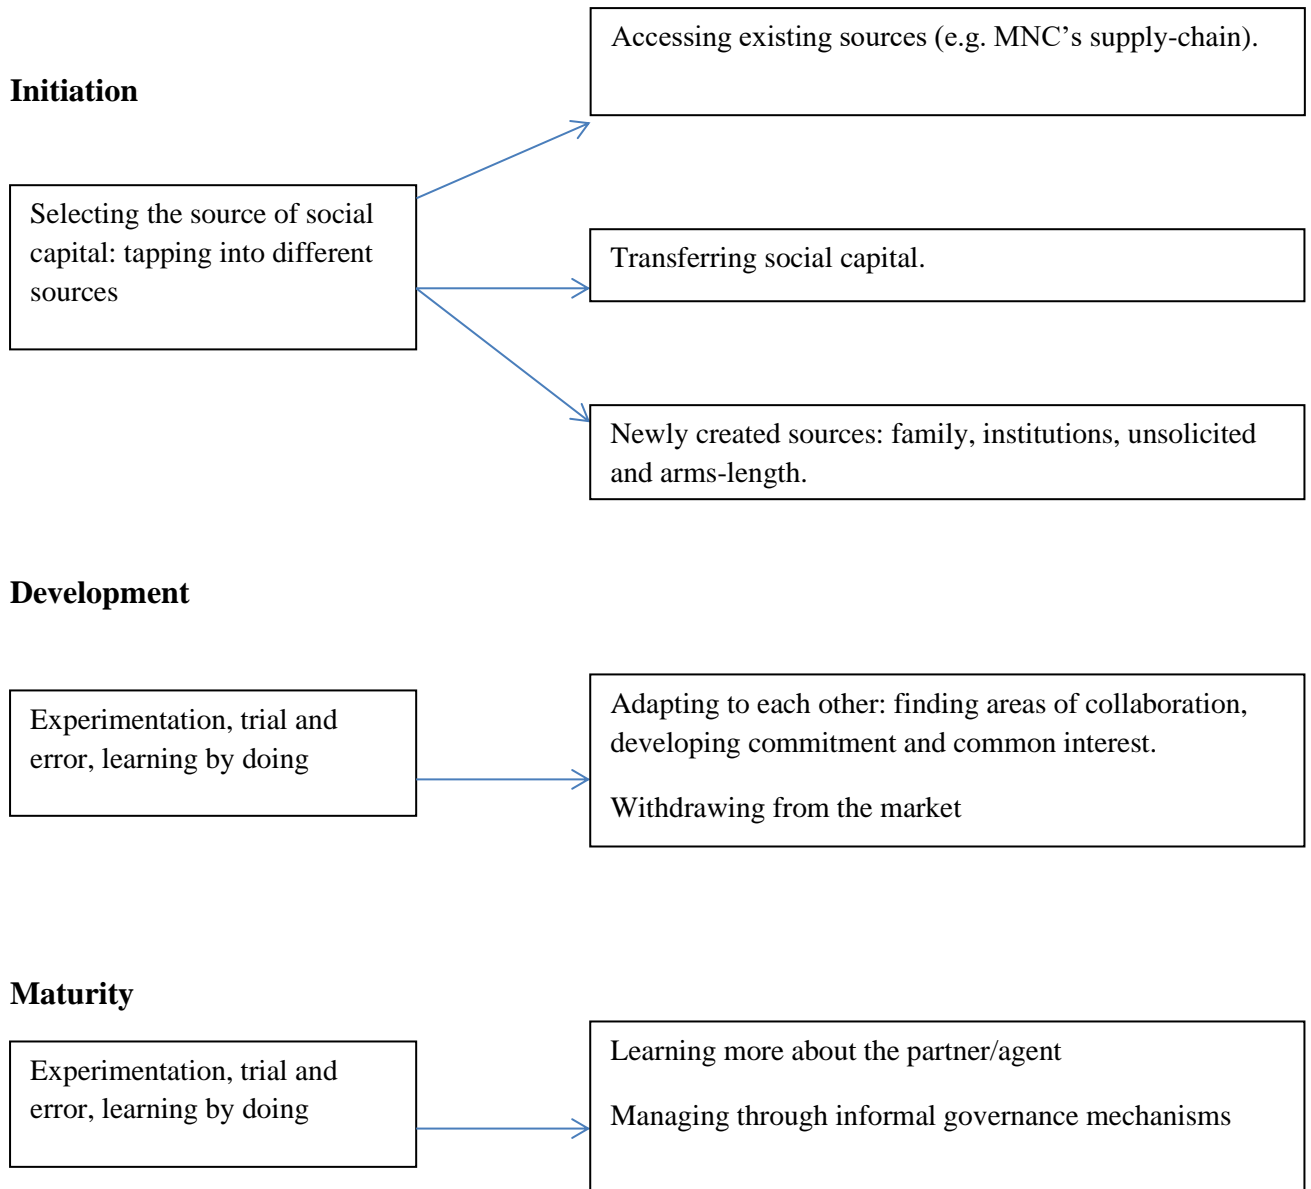 Accessing existing sources (e.g. MNC’s supply-chain).
Initiation
Selecting the source of social
capital: tapping into different
sources
Transferring social capital.
Newly created sources: family, institutions, unsolicited
and arms-length.
Development
Experimentation, trial and
error, learning by doing
Adapting to each other: finding areas of collaboration,
developing commitment and common interest.
Withdrawing from the market
Maturity
Experimentation, trial and
error, learning by doing
Learning more about the partner/agent
Managing through informal governance mechanisms